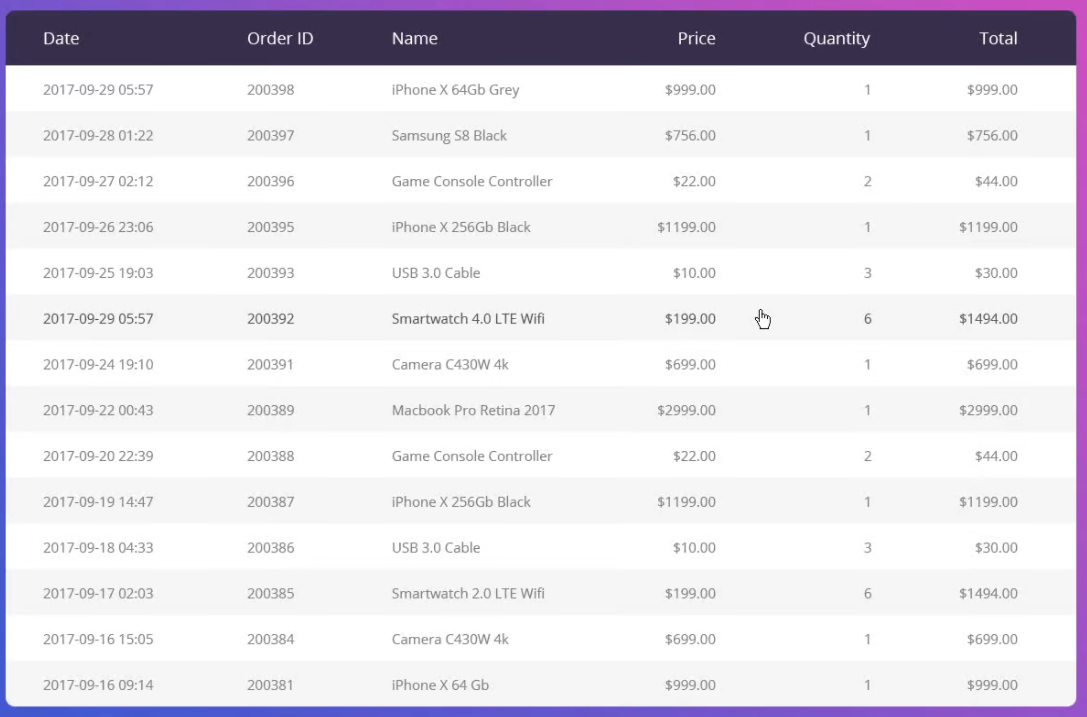 Date Order ID Name Price Quantity Total
2017-09-29 05:57 200398 iPhone X 64Gb Grey $999.00 1 $999.00
2017-09-28 01:22 200397 Samsung S8 Black $756.00 1 $756.00
2017-09-27 02:12 200396 Game Console Controller $22.00 2 $44.00
2017-09-26 23:06 200395 iPhone X 256Gb Black $1199.00 1 $1199.00
2017-09-25 19:03 200393 USB 3.0 Cable $10.00 3 $30.00
2017-09-29 05:57 200392 Smartwatch 4.0 LTE Wifi $199.00 6 $1494.00
2017-09-24 19:10 200391 Camera C430W 4k $699.00 1 $699.00
2017-09-22 00:43 200389 Macbook Pro Retina 2017 $2999.00 1 $2999.00
2017-09-20 22:39 200388 Game Console Controller $22.00 2 $44.00
2017-09-19 14:47 200387 iPhone X 256Gb Black $1199.00 1 $1199.00
2017-09-18 04:33 200386 USB 3.0 Cable $10.00 3 $30.00
2017-09-17 02:03 200385 Smartwatch 2.0 LTE Wifi $199.00 6 $1494.00
2017-09-16 15:05 200384 Camera C430W 4k $699.00 1 $699.00
2017-09-16 09:14 200381 iPhone X 64 Gb $999.00 1 $999.00